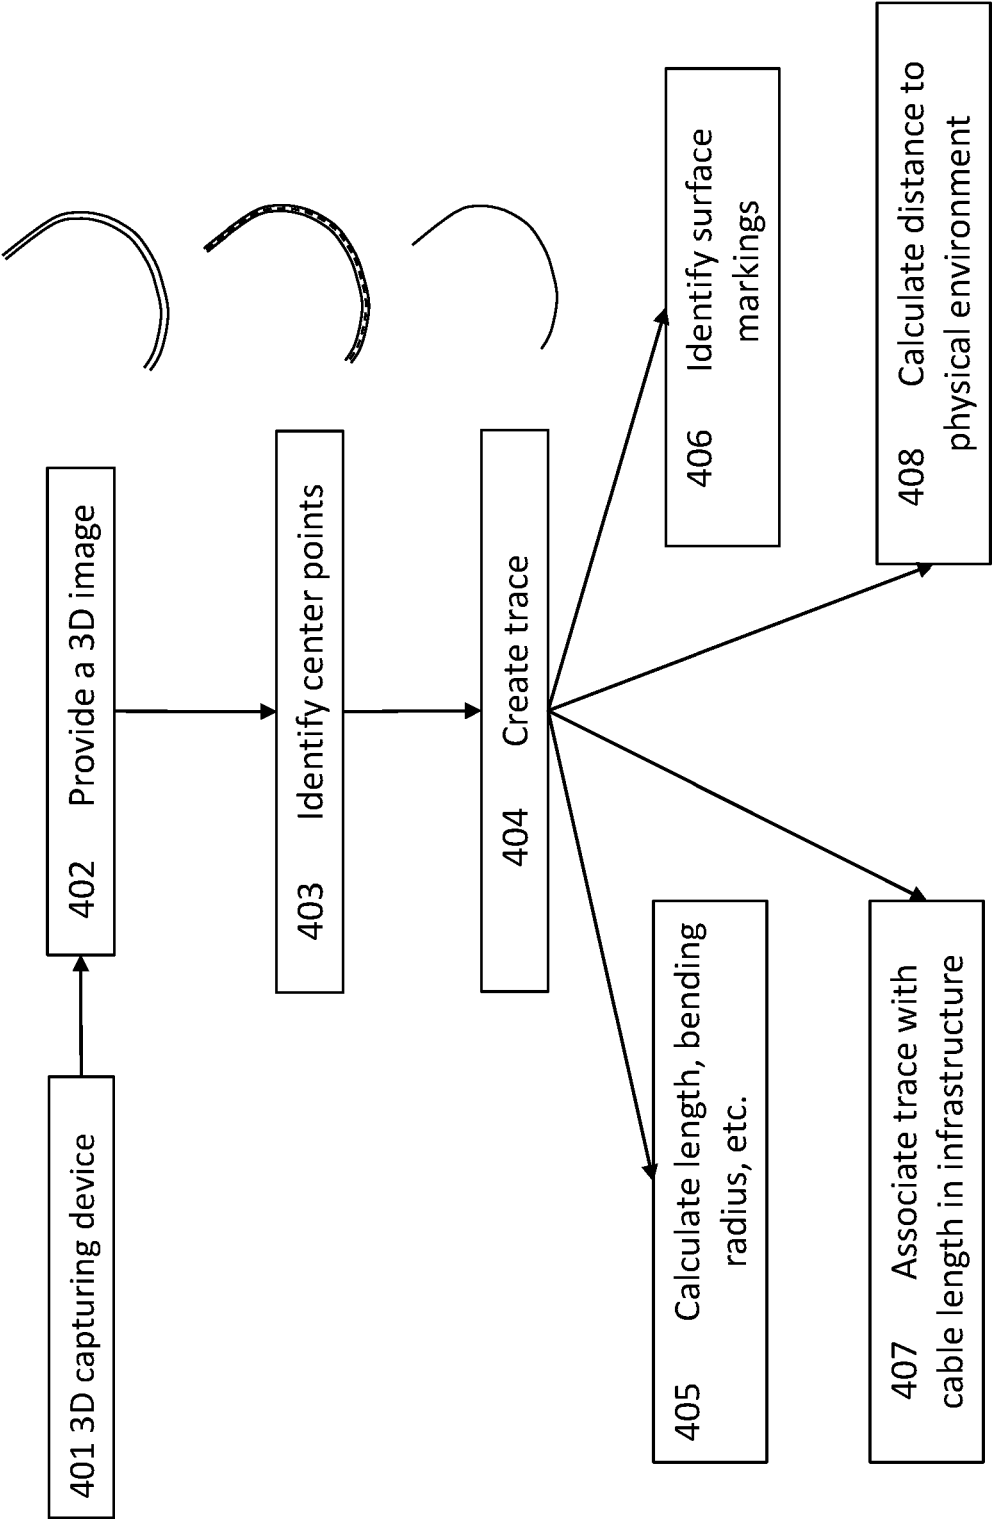 401 3D capturing device
402 Provide a 3D image
403 Identify center points
404 Create trace
405 Calculate length, bending
radius, etc.
406 Identify surface
markings
407 Associate trace with
cable length in infrastructure
408 Calculate distance to
physical environment